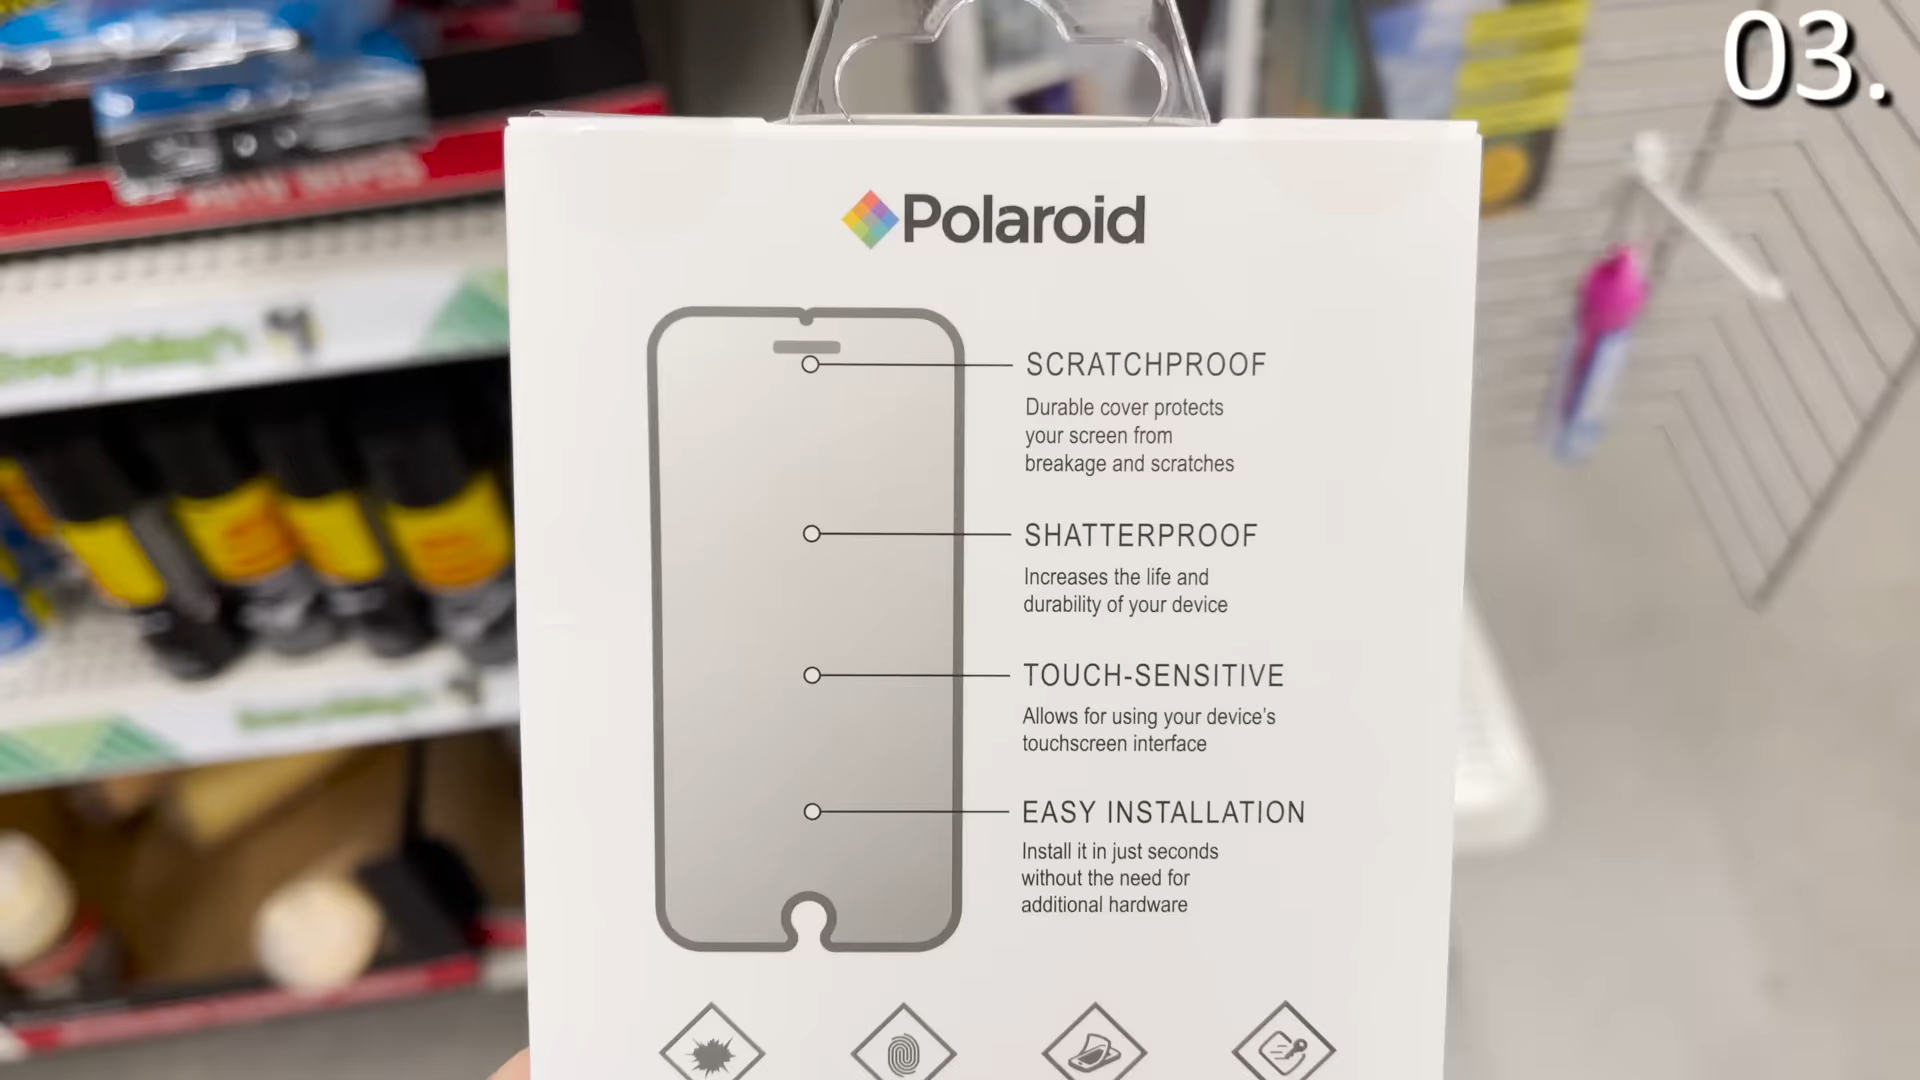 03.
Polaroid
SCRATCHPROOF
Durable cover protects
your screen from
breakage and scratches
SHATTERPROOF
Increases the life and
durability of your device
TOUCH-SENSITIVE
Allows for using your device's
touchscreen interface
EASY INSTALLATION
Install it in just seconds
without the need for
additional hardware